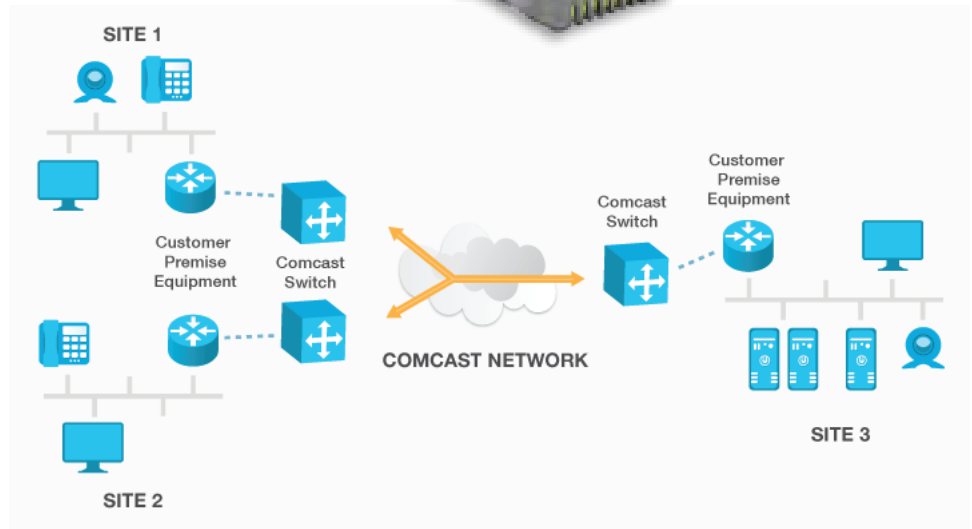 SITE 1
Customer
Premise
Equipment
Comcast
Switch
Customer
Premise
Equipment
Comcast
Switch
COMCAST NETWORK
SITE 3
SITE 2